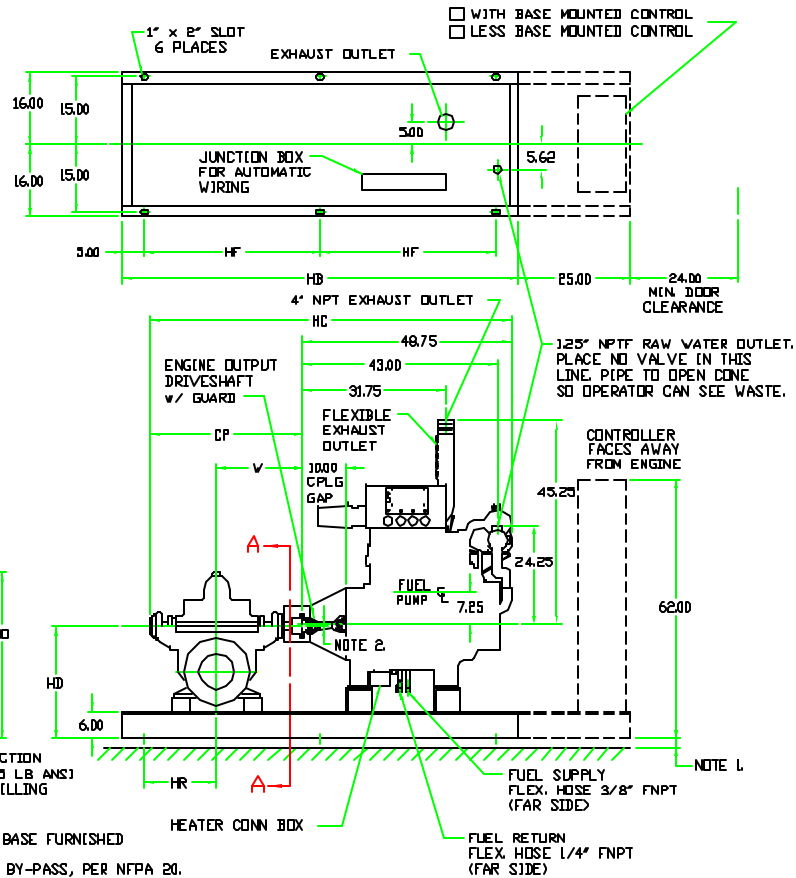 WITH BASE MOUNTED CONTROL
LESS BASE MOUNTED CONTROL
1" x 2" SLOT
6 PLACES
EXHAUST OUTLET
16.00
15.00
5.00
5.62
JUNCTION BOX
FOR AUTOMATIC
WIRING
16.00
15.00
HF
HF
HB
25.00
24.00
MIN. DOOR
CLEARANCE
4" NPT EXHAUST OUTLET
HC
48.75
43.00
31.75
1.25" NPTF RAW WATER OUTLET.
PLACE NO VALVE IN THIS
LINE. PIPE TO OPEN CONE
SO OPERATOR CAN SEE WASTE.
ENGINE OUTPUT
DRIVESHAFT
W/ GUARD
FLEXIBLE
EXHAUST
OUTLET
CP
W
10.00
CPLG
GAP
CONTROLLER
FACES AWAY
FROM ENGINE
45.25
A
24.25
FUEL
PUMP
7.25
62.00
NOTE 2.
HD
6.00
CTION
LB ANSI
ILLING
HR
A
NOTE 1.
FUEL SUPPLY
FLEX. HOSE 3/8" FNPT
(FAR SIDE)
HEATER CONN BOX
FUEL RETURN
FLEX. HOSE 1/4" FNPT
(FAR SIDE)
BASE FURNISHED
BY-PASS, PER NFPA 20.